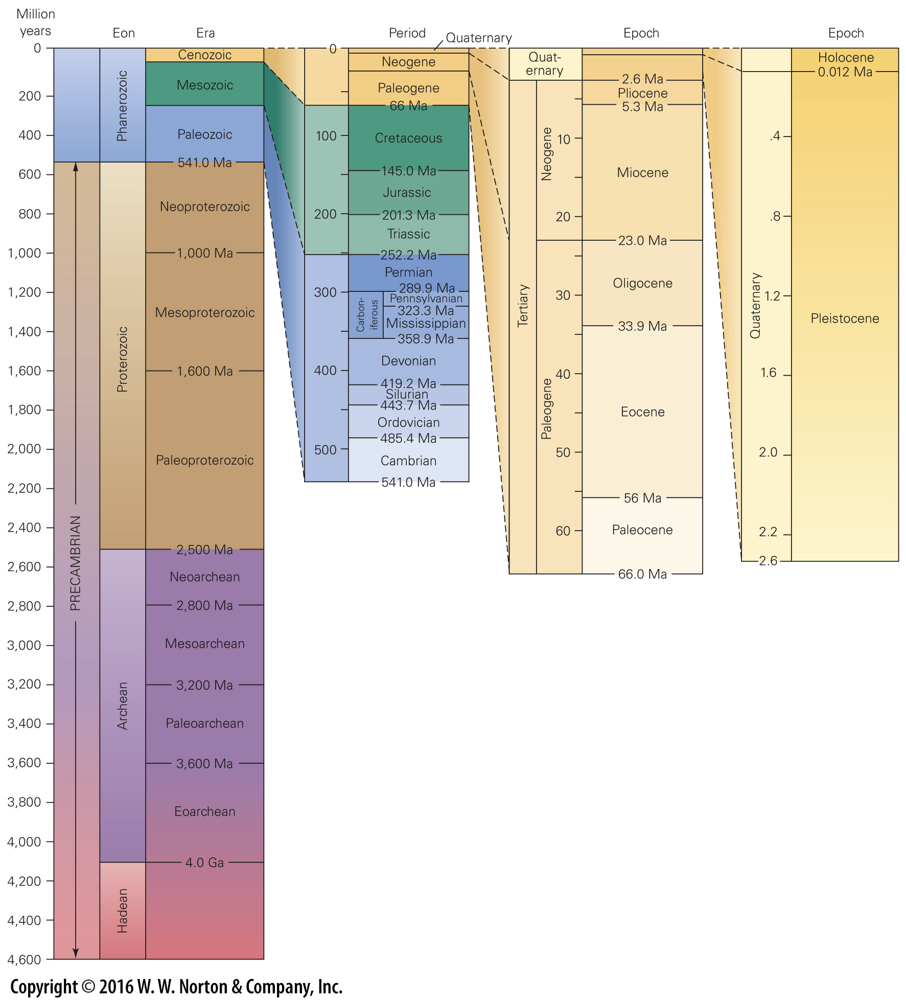 Million
years
Eon
Era
Period
Quaternary
Epoch
Epoch
0
200
400
600
800
1,000
1,200
1,400
1,600
1,800
2,000
2,200
2,400
2,600
2,800
3,000
3,200
3,400
3,600
3,800
4,000
4,200
4,400
4,600
PRECAMBRIAN
Phanerozoic
Proterozoic
Archean
Hadean
Cenozoic
Mesozoic
Paleozoic
541.0 Ma
Neoproterozoic
1,000 Ma
Mesoproterozoic
1,600 Ma
Paleoproterozoic
2,500 Ma
Neoarchean
2,800 Ma
Mesoarchean
3,200 Ma
Paleoarchean
3,600 Ma
Eoarchean
4.0 Ga
0
100
200
300
400
500
Neogene
Paleogene
66 Ma
Cretaceous
145.0 Ma
Jurassic
201.3 Ma
Triassic
252.2 Ma
Permian
289.9 Ma
Carbon-
iferous
Pennsylvanian
323.3 Ma
Mississippian
358.9 Ma
Devonian
419.2 Ma
Silurian
443.7 Ma
Ordovician
485.4 Ma
Cambrian
541.0 Ma
Quat-
ernary
Tertiary
Neogene
Paleogene
10
20
30
40
50
60
2.6 Ma
Pliocene
5.3 Ma
Miocene
23.0 Ma
Oligocene
33.9 Ma
Eocene
56 Ma
Paleocene
66.0 Ma
Quaternary
.4
.8
1.2
1.6
2.0
2.2
2.6
Holocene
0.012 Ma
Pleistocene
Copyright © 2016 W. W. Norton & Company, Inc.